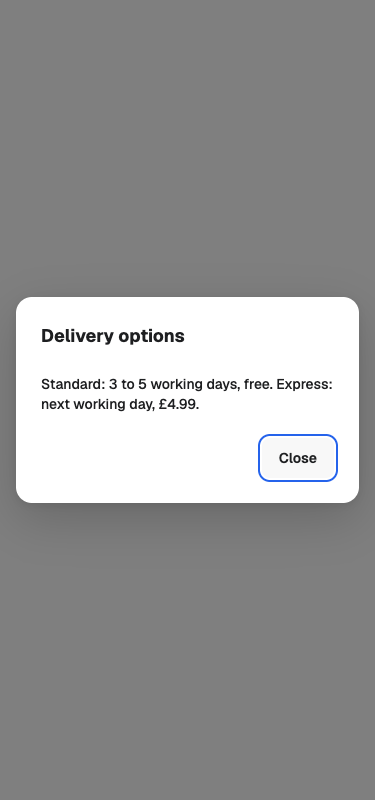 Delivery options
Standard: 3 to 5 working days, free. Express:
next working day, £4.99.
Close